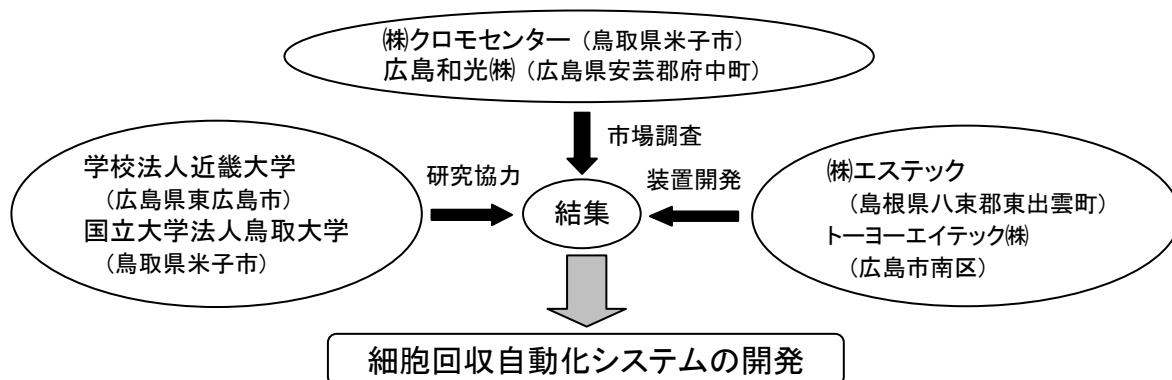 ㈱クロモセンター（鳥取県米子市）
広島和光㈱（広島県安芸郡府中町）
市場調査
学校法人近畿大学
（広島県東広島市）
国立大学法人鳥取大学
（鳥取県米子市）
研究協力
結集
装置開発
㈱エステック
（島根県八束郡東出雲町）
トーヨーエイテック㈱
（広島市南区）
細胞回収自動化システムの開発